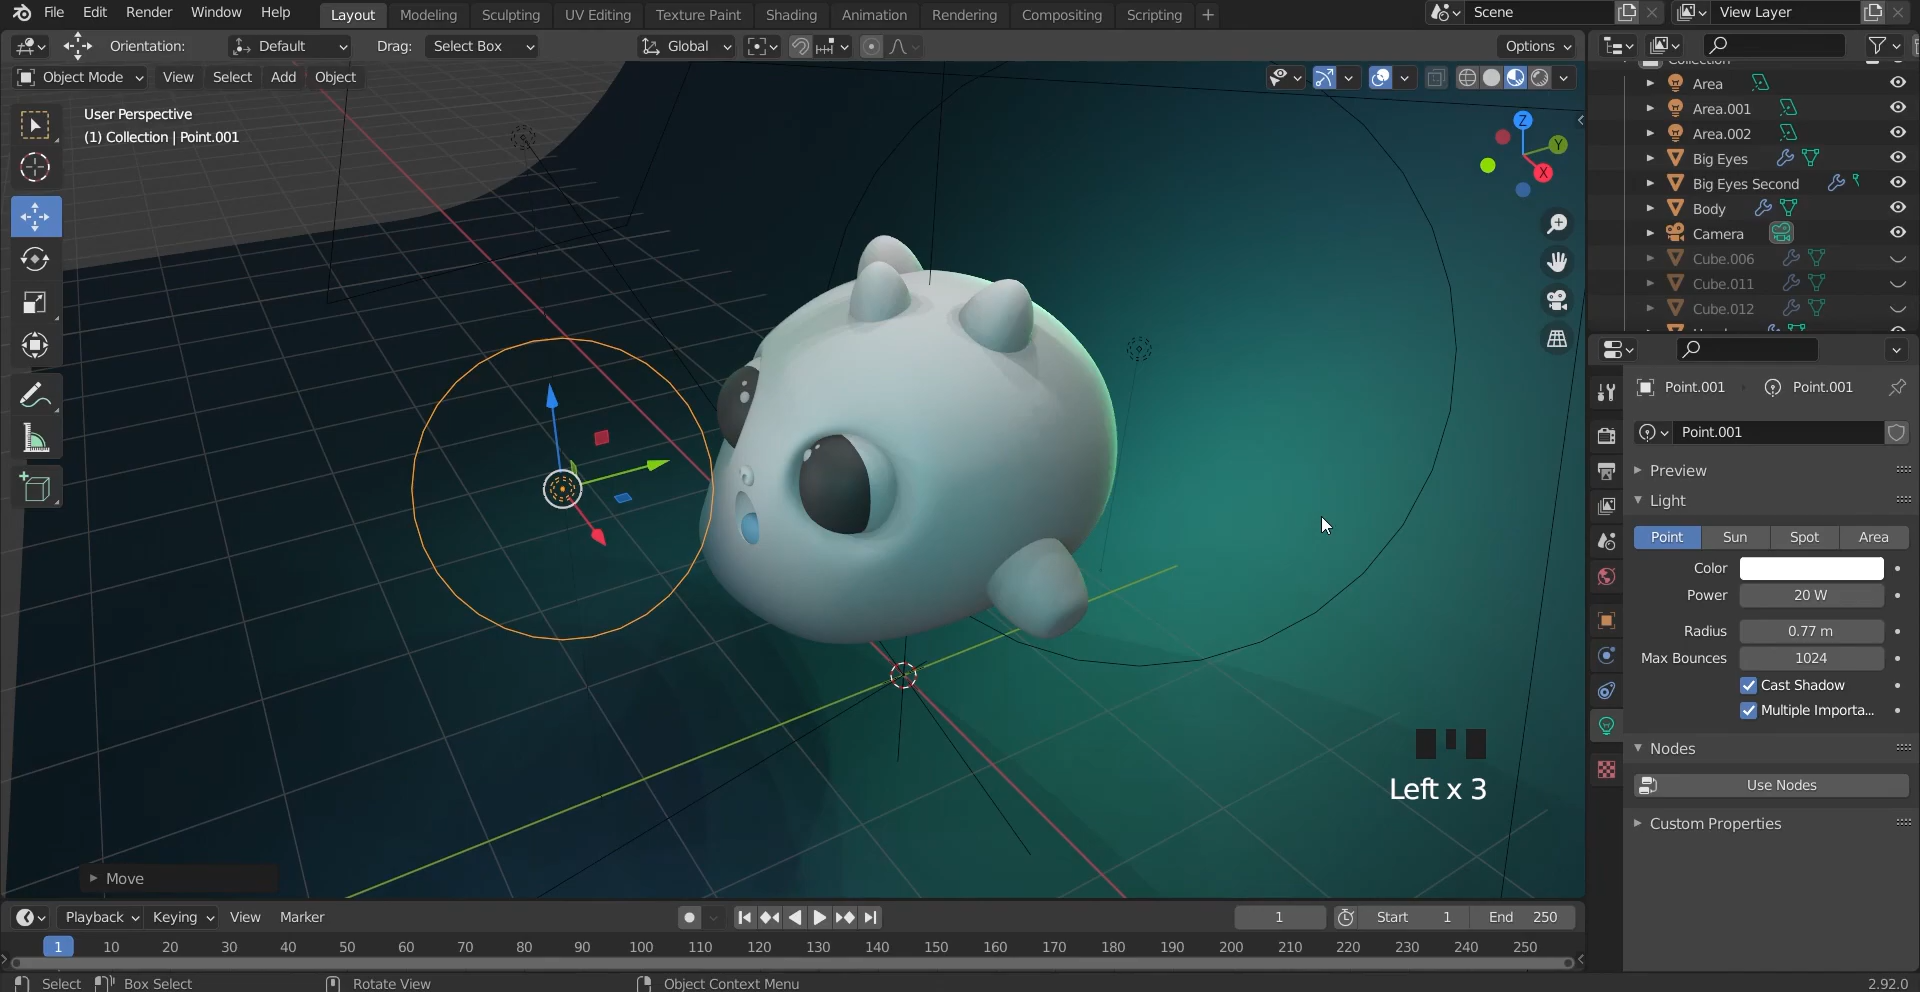 File Edit Render Window Help Layout Modeling Sculpting UV Editing Texture Paint Shading Animation Rendering Compositing Scripting + Scene View Layer
Orientation: Default Drag: Select Box Global Options
Object Mode View Select Add Object
User Perspective
(1) Collection | Point.001
Z
Y
X
Collection
Area
Area.001
Area.002
Big Eyes
Big Eyes Second
Body
Camera
Cube.006
Cube.011
Cube.012
Point.001 Point.001
Point.001
Preview
Light
Point Sun Spot Area
Color
Power 20 W
Radius 0.77 m
Max Bounces 1024
Cast Shadow
Multiple Importa...
Nodes
Use Nodes
Custom Properties
Left x 3
Move
Playback Keying View Marker 1 Start 1 End 250
1 10 20 30 40 50 60 70 80 90 100 110 120 130 140 150 160 170 180 190 200 210 220 230 240 250
Select Box Select Rotate View Object Context Menu 2.92.0